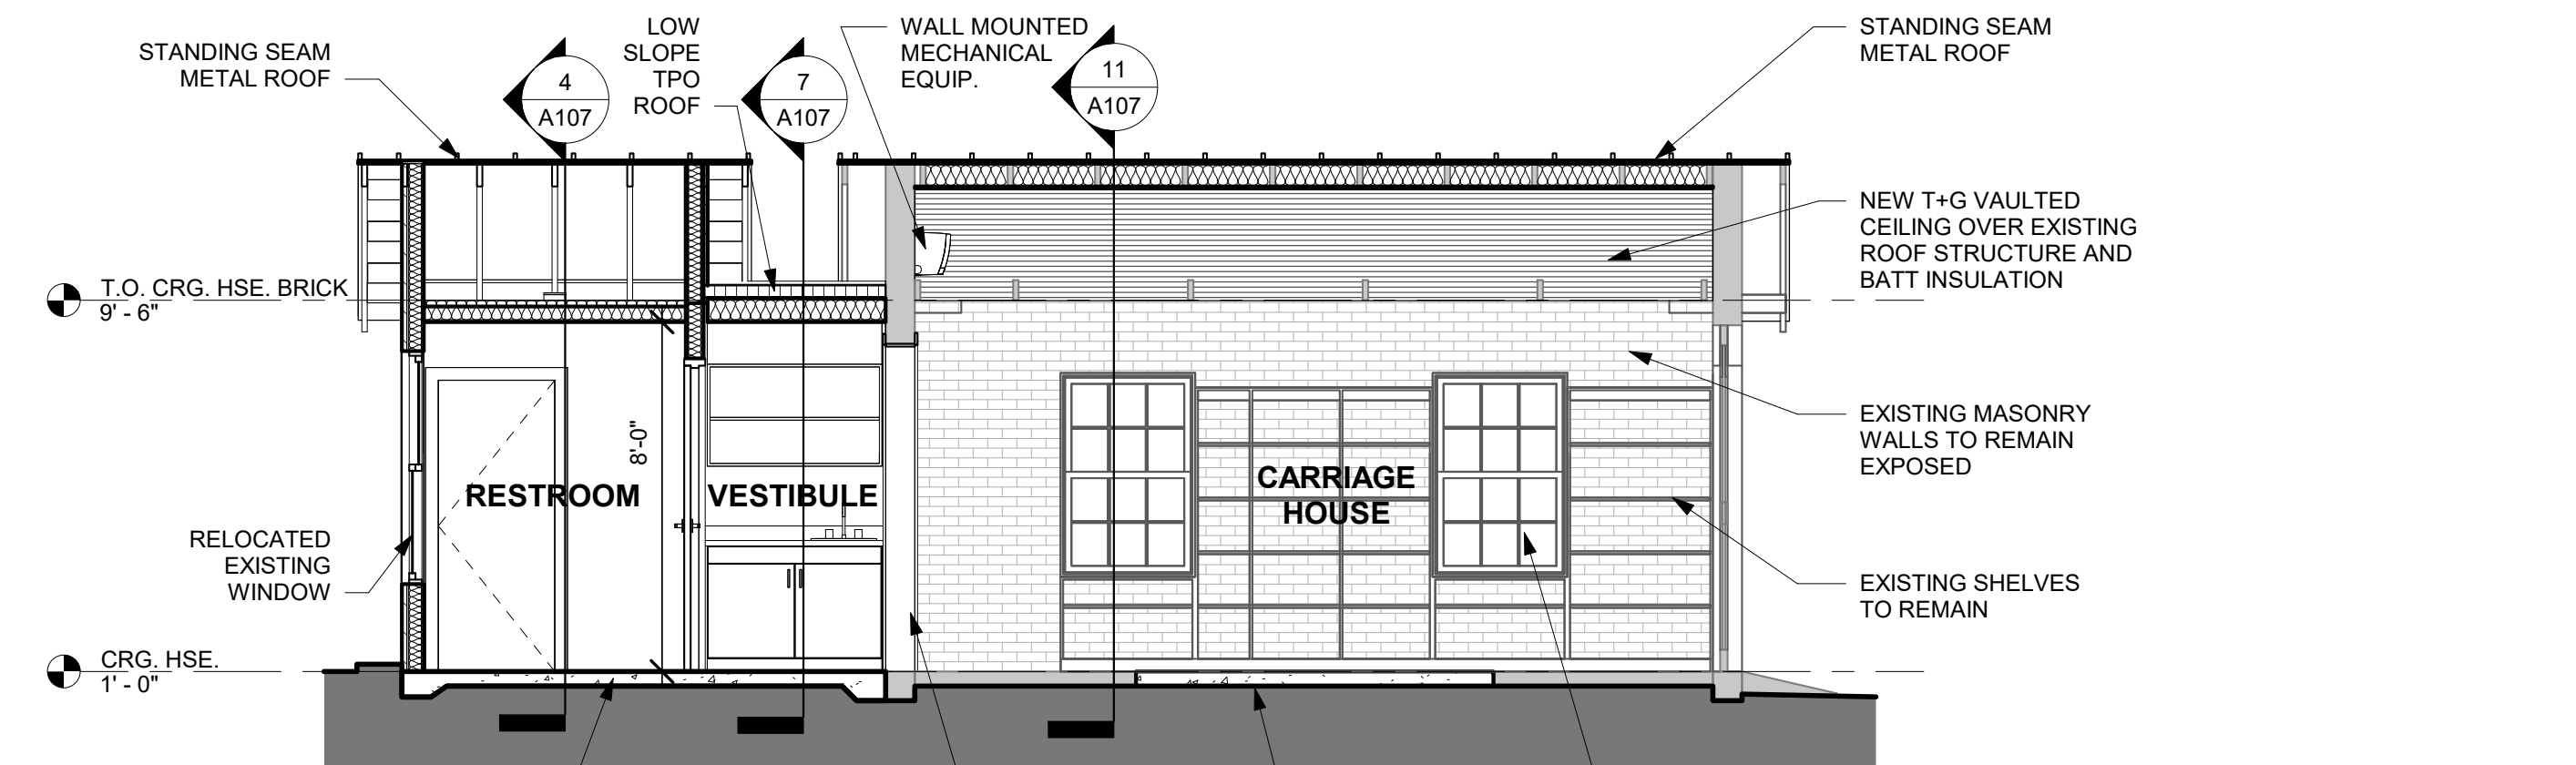 STANDING SEAM
METAL ROOF
4
A107
LOW
SLOPE
TPO
ROOF
7
A107
WALL MOUNTED
MECHANICAL
EQUIP.
11
A107
STANDING SEAM
METAL ROOF
NEW T+G VAULTED
CEILING OVER EXISTING
ROOF STRUCTURE AND
BATT INSULATION
T.O. CRG. HSE. BRICK
9' - 6"
EXISTING MASONRY
WALLS TO REMAIN
EXPOSED
8'-0"
RESTROOM
VESTIBULE
CARRIAGE
HOUSE
RELOCATED
EXISTING
WINDOW
EXISTING SHELVES
TO REMAIN
CRG. HSE.
1' - 0"